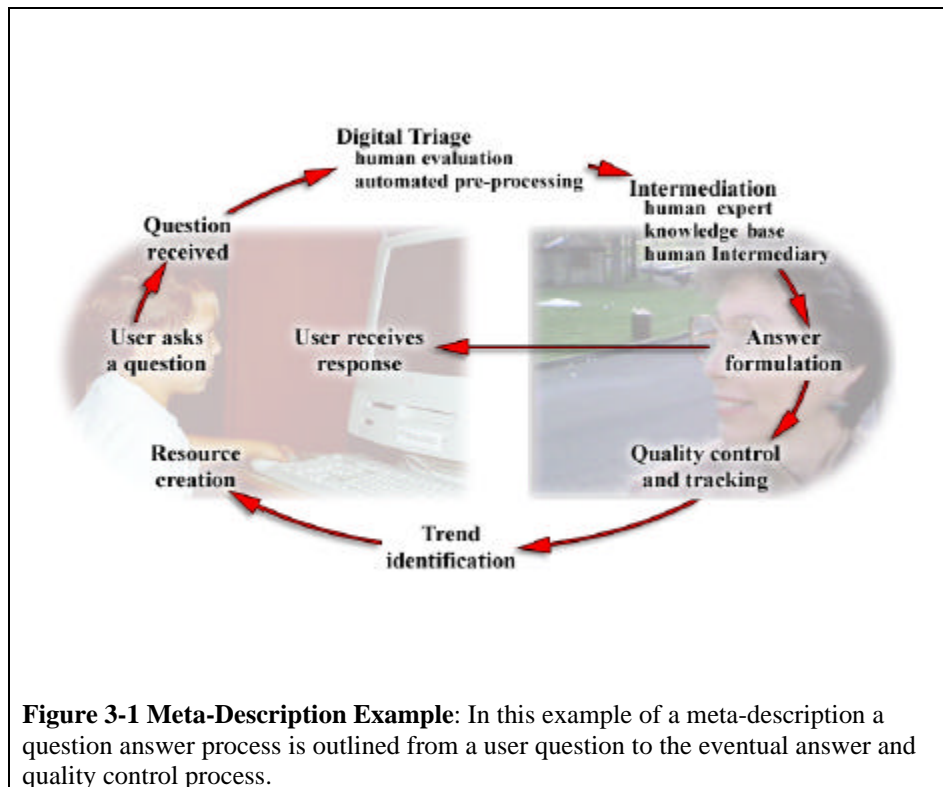 Digital Triage
human evaluation
automated pre-processing
Intermediation
human expert
knowledge base
human Intermediary
Question
received
User asks
a question
User receives
response
Answer
formulation
Resource
creation
Quality control
and tracking
Trend
identification
Figure 3-1 Meta-Description Example: In this example of a meta-description a
question answer process is outlined from a user question to the eventual answer and
quality control process.